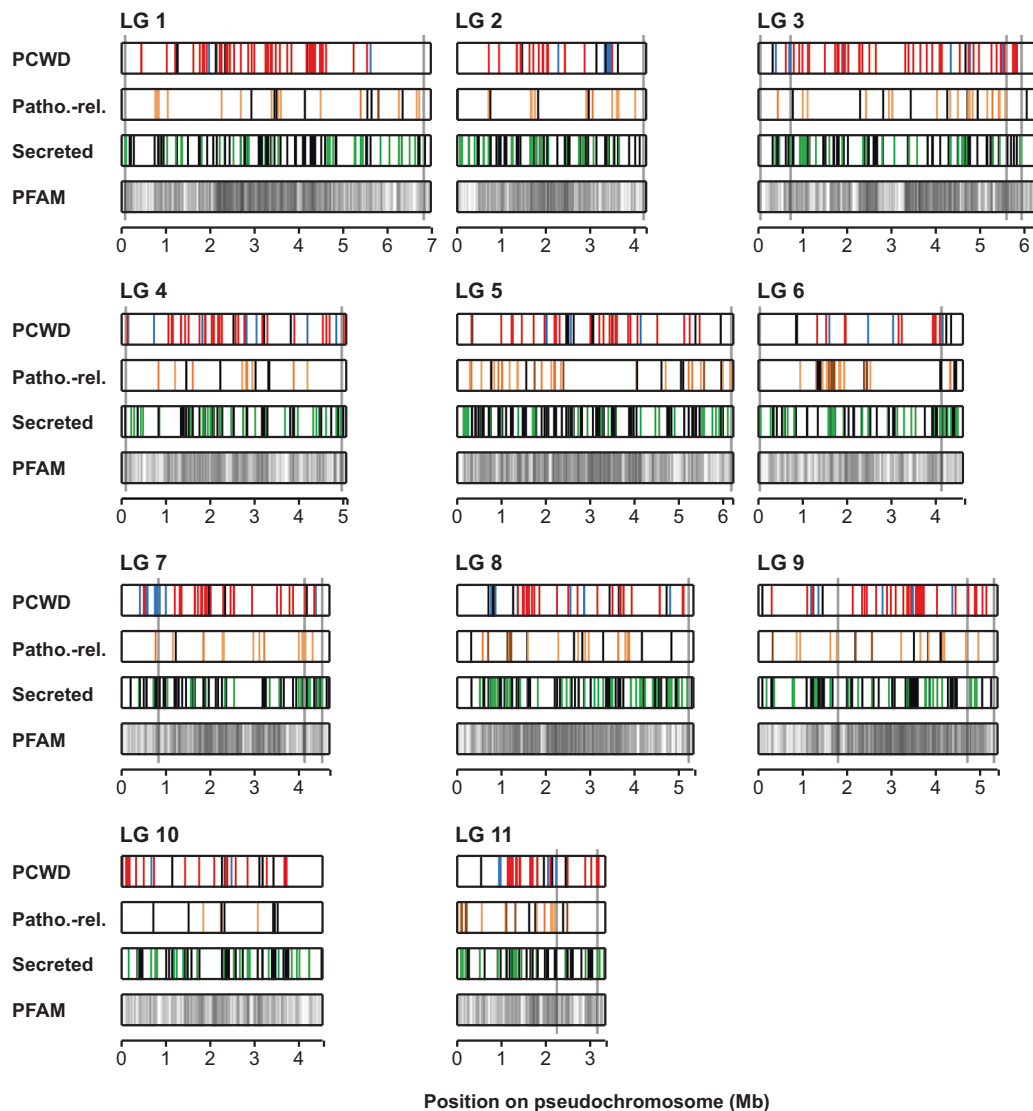 LG 1 LG 2 LG 3
PCWD
Patho.-rel.
Secreted
PFAM
0 1 2 3 4 5 6 7 0 1 2 3 4 0 1 2 3 4 5 6
LG 4 LG 5 LG 6
PCWD
Patho.-rel.
Secreted
PFAM
0 1 2 3 4 5 0 1 2 3 4 5 6 0 1 2 3 4
LG 7 LG 8 LG 9
PCWD
Patho.-rel.
Secreted
PFAM
0 1 2 3 4 0 1 2 3 4 5 0 1 2 3 4 5
LG 10 LG 11
PCWD
Patho.-rel.
Secreted
PFAM
0 1 2 3 4 0 1 2 3
Position on pseudochromosome (Mb)